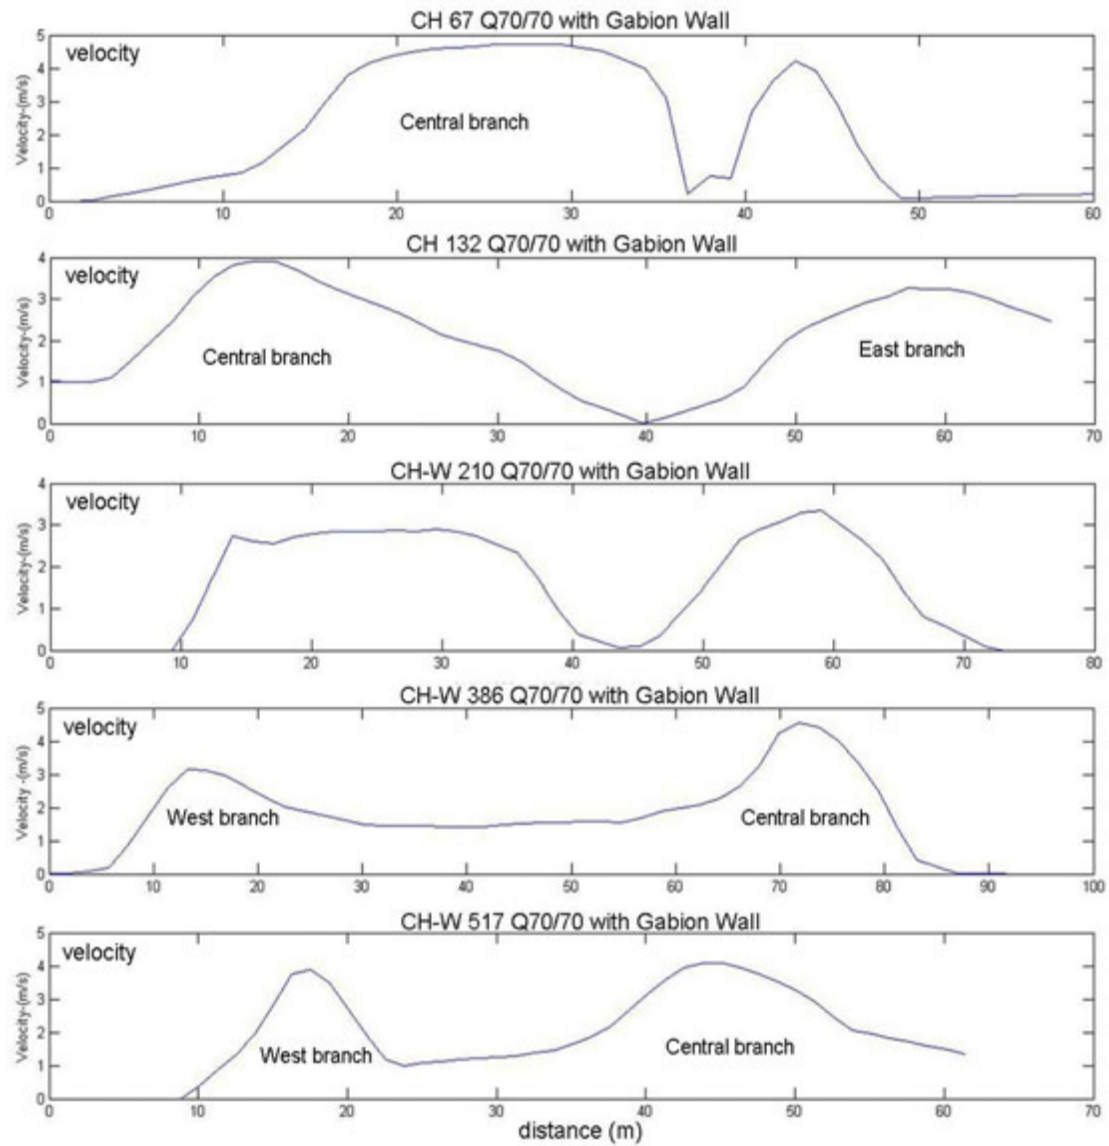 CH 67 Q70/70 with Gabion Wall
velocity
Velocity-(m/s)
Central branch
5
4
3
2
1
0
0 10 20 30 40 50 60
CH 132 Q70/70 with Gabion Wall
velocity
Velocity-(m/s)
Central branch
East branch
4
3
2
1
0
0 10 20 30 40 50 60 70
CH-W 210 Q70/70 with Gabion Wall
velocity
Velocity-(m/s)
4
3
2
1
0
0 10 20 30 40 50 60 70 80
CH-W 386 Q70/70 with Gabion Wall
velocity
Velocity -(m/s)
West branch
Central branch
5
4
3
2
1
0
0 10 20 30 40 50 60 70 80 90 100
CH-W 517 Q70/70 with Gabion Wall
velocity
Velocity-(m/s)
West branch
Central branch
5
4
3
2
1
0
0 10 20 30 40 50 60 70
distance (m)